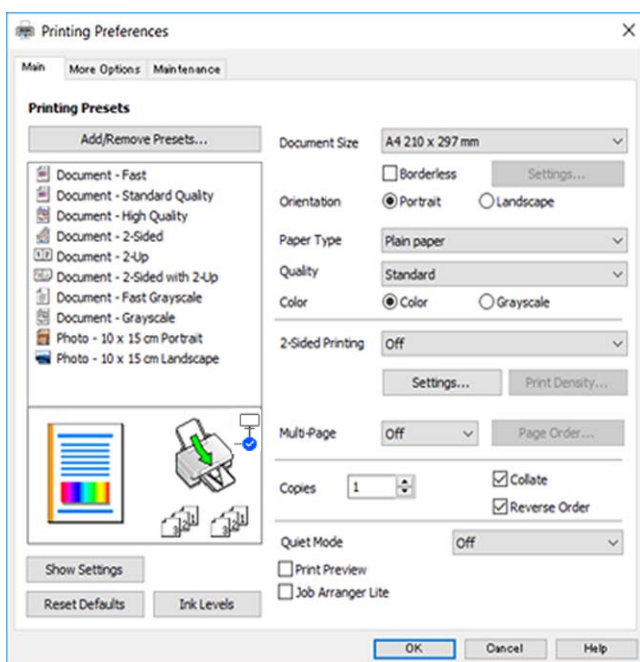 Printing Preferences
Main More Options Maintenance
Printing Presets
Add/Remove Presets...
Document - Fast
Document - Standard Quality
Document - High Quality
Document - 2-Sided
Document - 2-Up
Document - 2-Sided with 2-Up
Document - Fast Grayscale
Document - Grayscale
Photo - 10 x 15 cm Portrait
Photo - 10 x 15 cm Landscape
Show Settings
Reset Defaults Ink Levels
Document Size A4 210 x 297 mm
Borderless Settings...
Orientation Portrait Landscape
Paper Type Plain paper
Quality Standard
Color Color Grayscale
2-Sided Printing Off
Settings... Print Density...
Multi-Page Off Page Order...
Copies 1 Collate
Reverse Order
Quiet Mode Off
Print Preview
Job Arranger Lite
OK Cancel Help